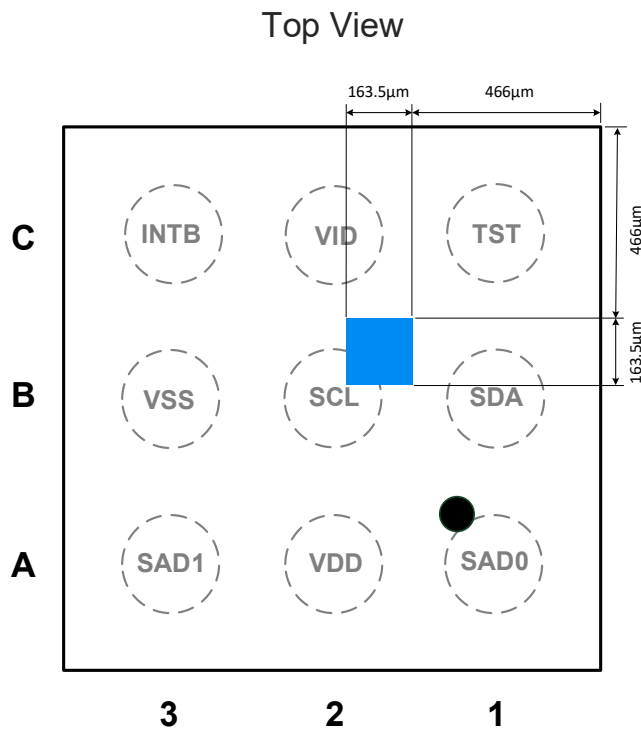 Top View
163.5µm 466µm
C INTB VID TST
466µm
163.5µm
B VSS SCL SDA
A SAD1 VDD SAD0
3 2 1